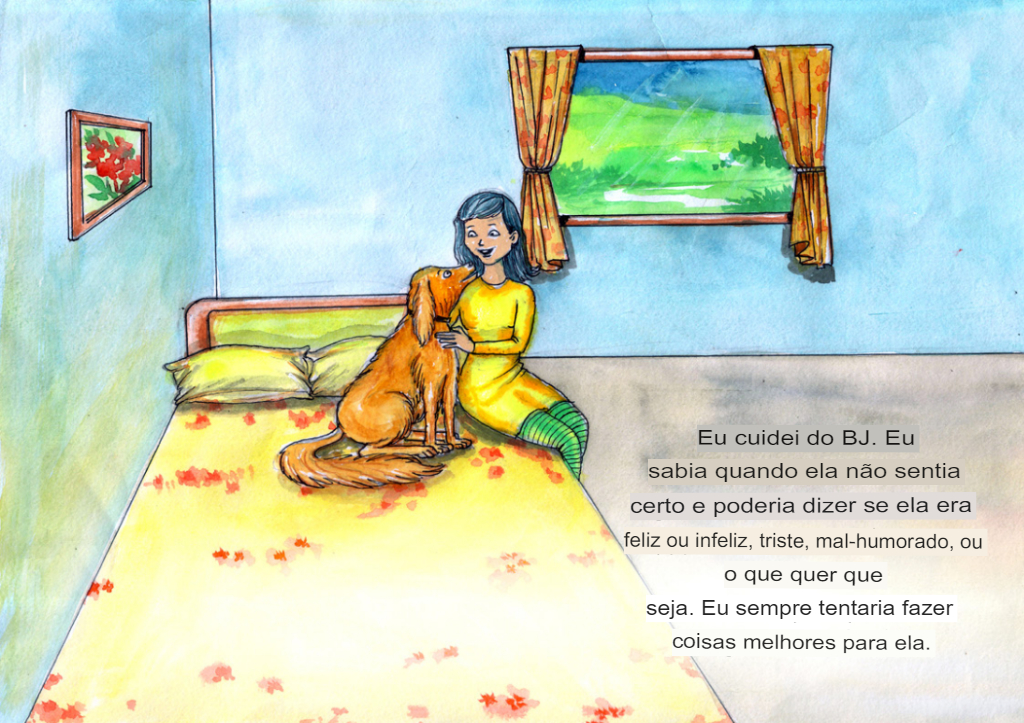 Eu cuidei do BJ. Eu
sabia quando ela não sentia
certo e poderia dizer se ela era
feliz ou infeliz, triste, mal-humorado, ou
o que quer que
seja. Eu sempre tentaria fazer
coisas melhores para ela.